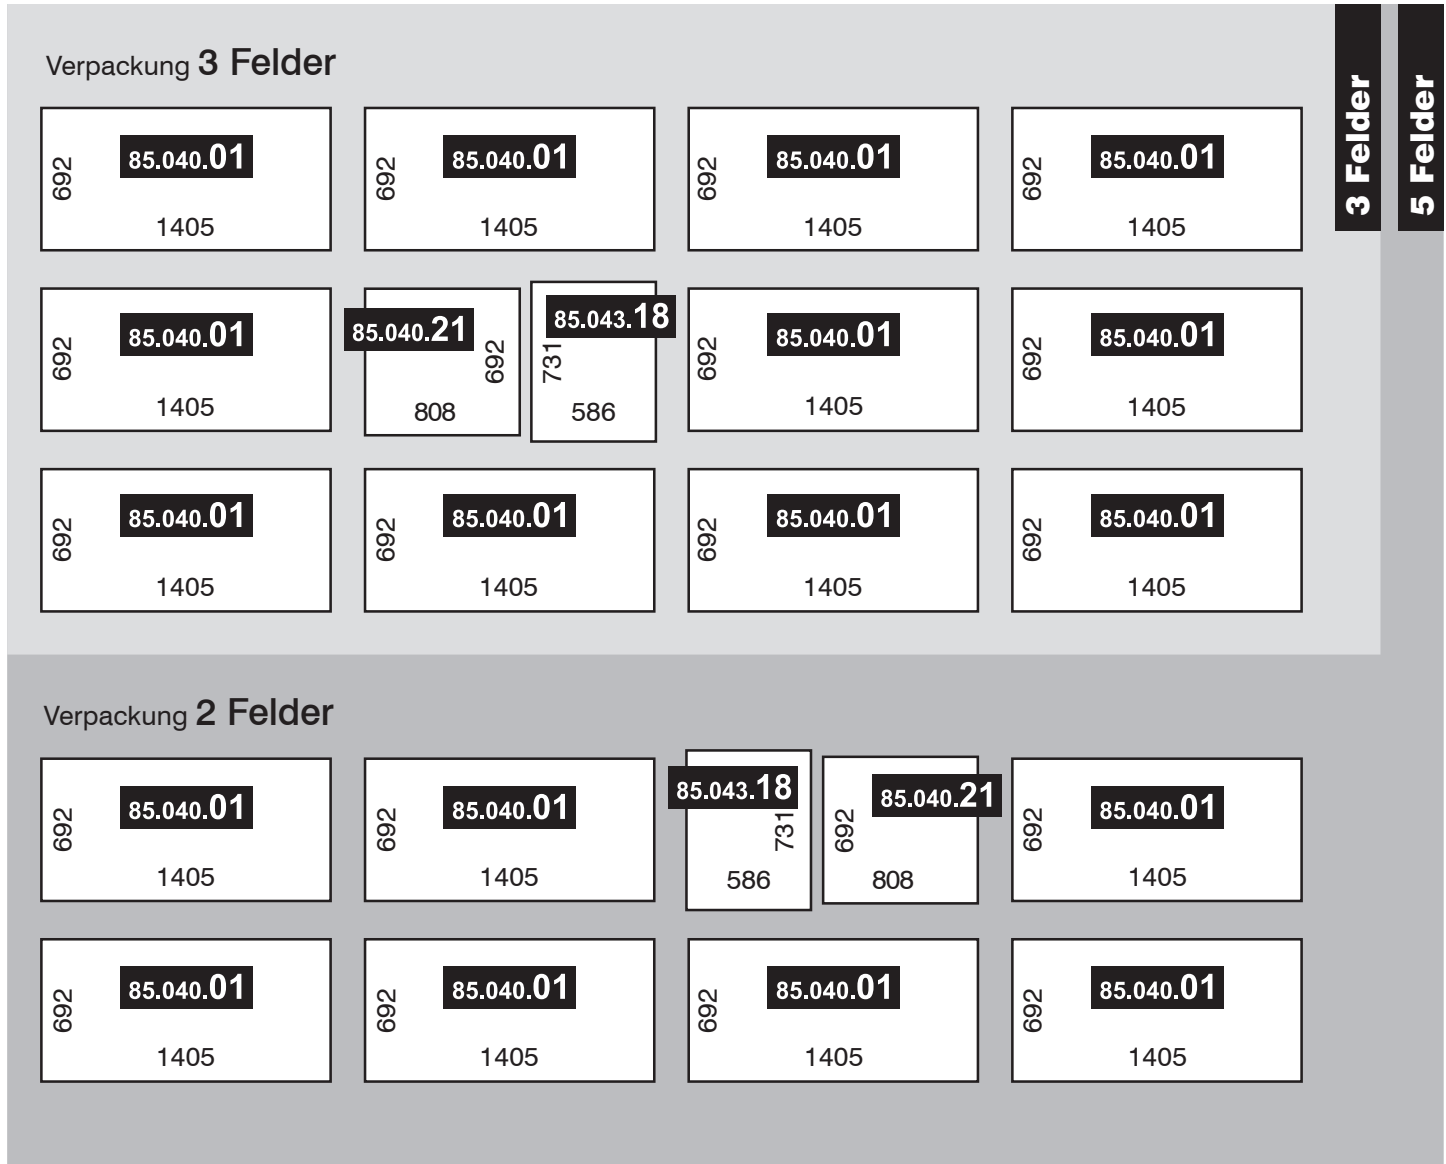 Verpackung 3 Felder
3 Felder
5 Felder
85.040.01 85.040.01 85.040.01 85.040.01
692 692 692 692
1405 1405 1405 1405
85.040.01 85.040.21 85.043.18 85.040.01 85.040.01
692 692 731 692 692
1405 808 586 1405 1405
85.040.01 85.040.01 85.040.01 85.040.01
692 692 692 692
1405 1405 1405 1405
Verpackung 2 Felder
85.040.01 85.040.01 85.043.18 85.040.21 85.040.01
692 692 731 692 692
1405 1405 586 808 1405
85.040.01 85.040.01 85.040.01 85.040.01
692 692 692 692
1405 1405 1405 1405